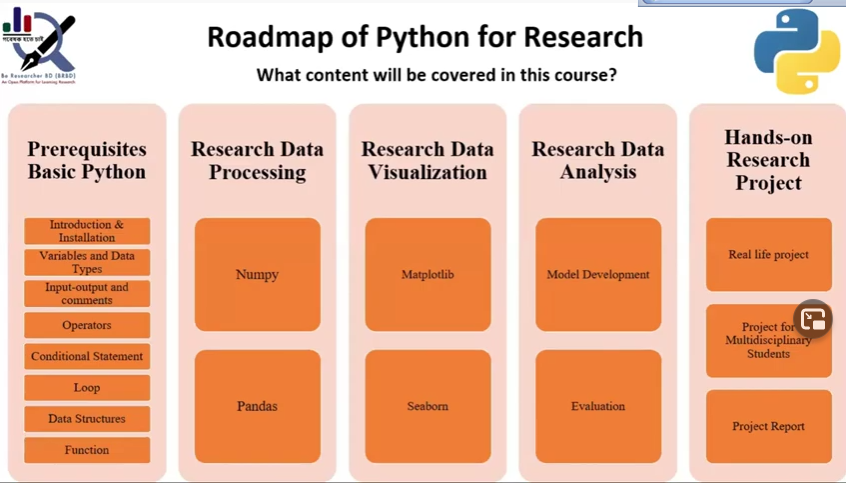 গবেষক হতে চাই
Be Researcher BD (BRBD)
An Open Platform for Learning Research
Roadmap of Python for Research
What content will be covered in this course?
Prerequisites
Basic Python
Introduction &
Installation
Variables and Data
Types
Input-output and
comments
Operators
Conditional Statement
Loop
Data Structures
Function
Research Data
Processing
Numpy
Pandas
Research Data
Visualization
Matplotlib
Seaborn
Research Data
Analysis
Model Development
Evaluation
Hands-on
Research
Project
Real life project
Project for
Multidisciplinary
Students
Project Report